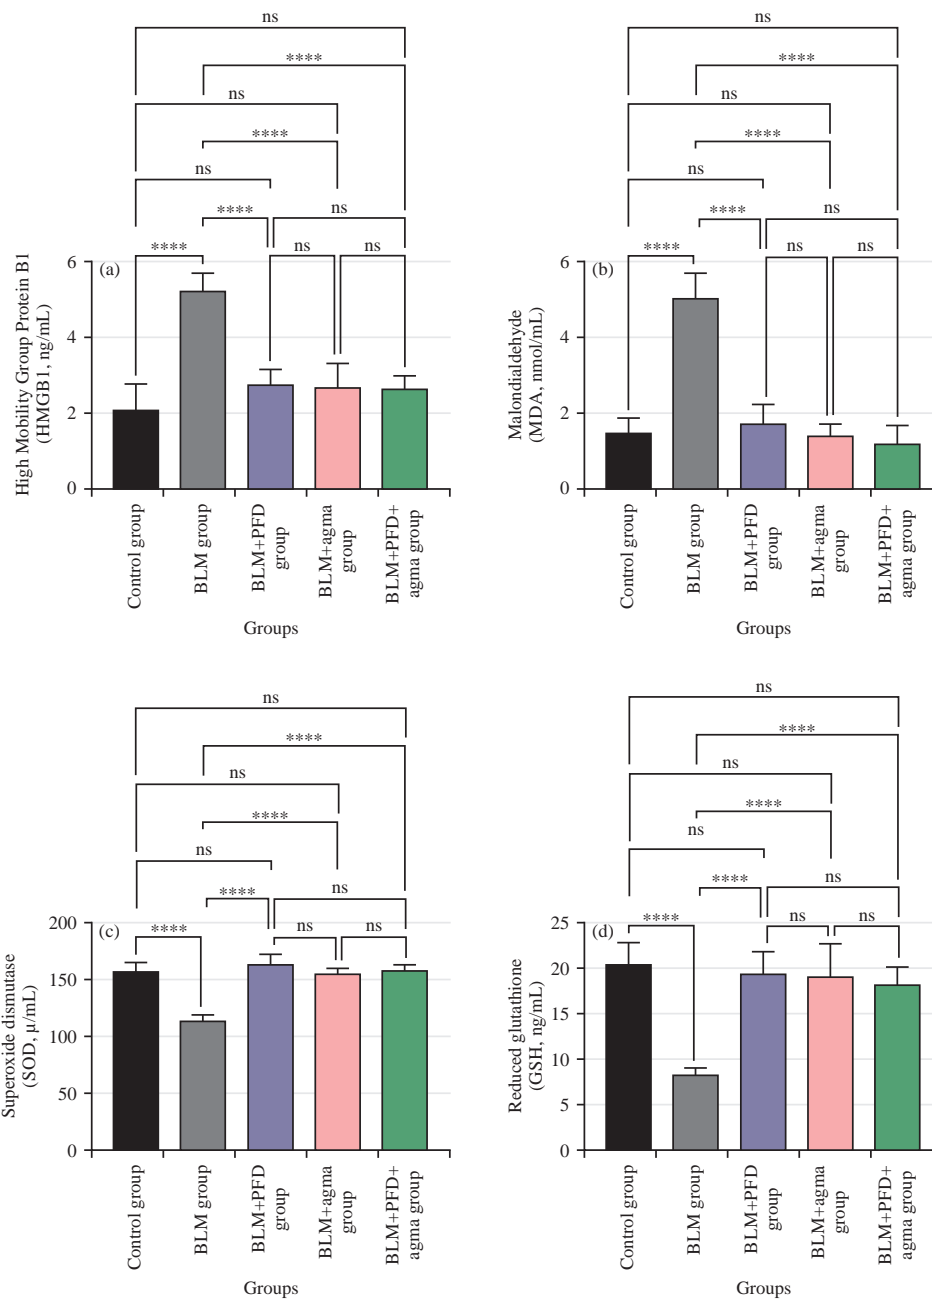 ns
****
ns
****
ns
**** ns
**** ns ns
(a)
High Mobility Group Protein B1
(HMGB1, ng/mL)
6
4
2
0
Control group
BLM group
BLM+PFD
group
BLM+agma
group
BLM+PFD+
agma group
Groups
ns
****
ns
****
ns
**** ns
**** ns ns
(b)
Malondialdehyde
(MDA, nmol/mL)
6
4
2
0
Control group
BLM group
BLM+PFD
group
BLM+agma
group
BLM+PFD+
agma group
Groups
ns
****
ns
****
ns
**** ns
**** ns ns
(c)
Superoxide dismutase
(SOD, μ/mL)
200
150
100
50
0
Control group
BLM group
BLM+PFD
group
BLM+agma
group
BLM+PFD+
agma group
Groups
ns
****
ns
****
ns
**** ns
**** ns ns
(d)
Reduced glutathione
(GSH, ng/mL)
25
20
15
10
5
0
Control group
BLM group
BLM+PFD
group
BLM+agma
group
BLM+PFD+
agma group
Groups